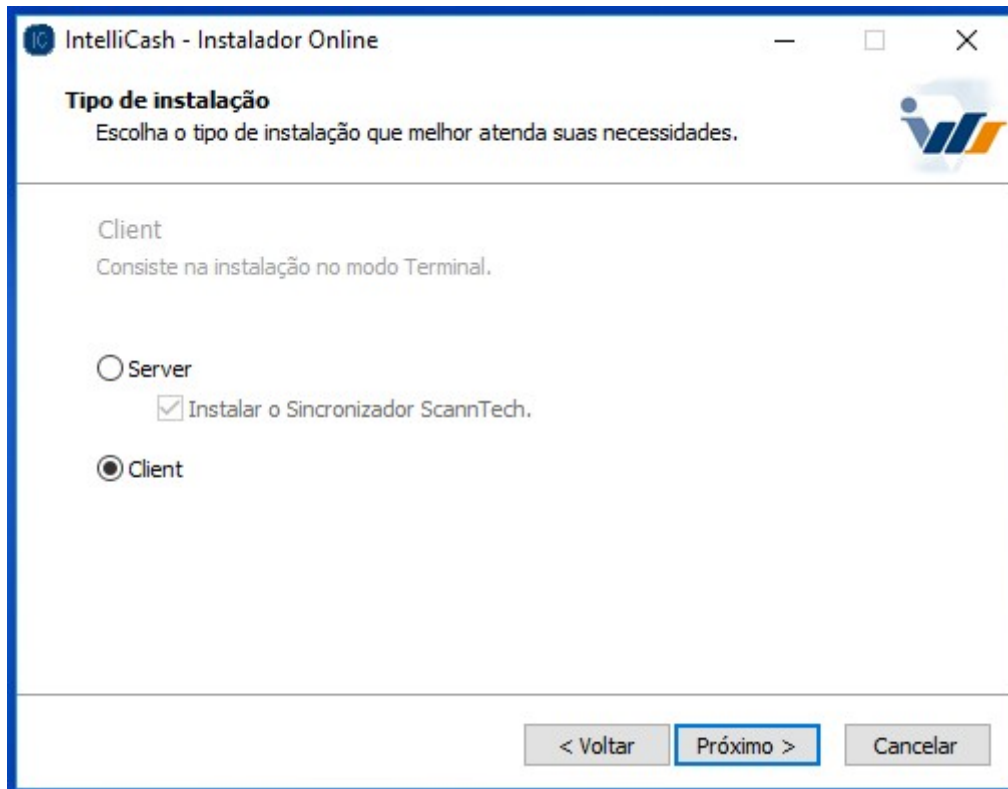 IC IntelliCash - Instalador Online
Tipo de instalação
Escolha o tipo de instalação que melhor atenda suas necessidades.
Client
Consiste na instalação no modo Terminal.
Server
Instalar o Sincronizador ScannTech.
Client
< Voltar
Próximo >
Cancelar